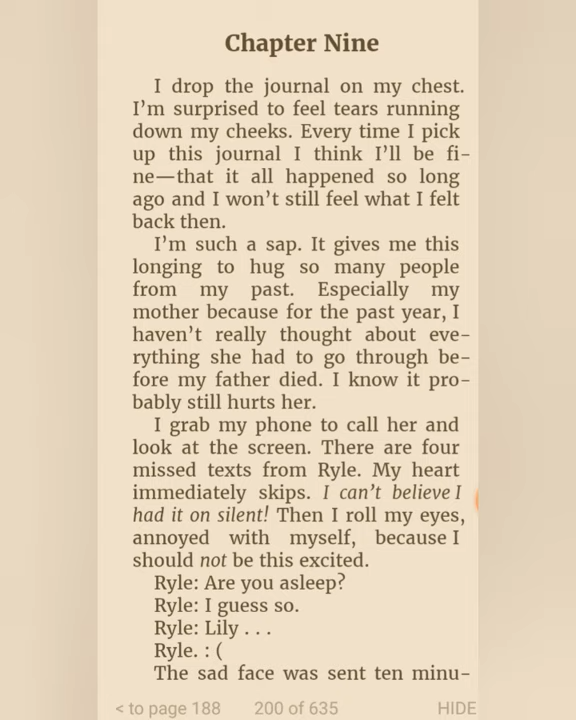 Chapter Nine
I drop the journal on my chest.
I’m surprised to feel tears running
down my cheeks. Every time I pick
up this journal I think I’ll be fi-
ne—that it all happened so long
ago and I won’t still feel what I felt
back then.
I’m such a sap. It gives me this
longing to hug so many people
from my past. Especially my
mother because for the past year, I
haven’t really thought about eve-
rything she had to go through be-
fore my father died. I know it pro-
bably still hurts her.
I grab my phone to call her and
look at the screen. There are four
missed texts from Ryle. My heart
immediately skips. I can’t believe I
had it on silent! Then I roll my eyes,
annoyed with myself, because I
should not be this excited.
Ryle: Are you asleep?
Ryle: I guess so.
Ryle: Lily . . .
Ryle. : (
The sad face was sent ten minu-
< to page 188 200 of 635 HIDE